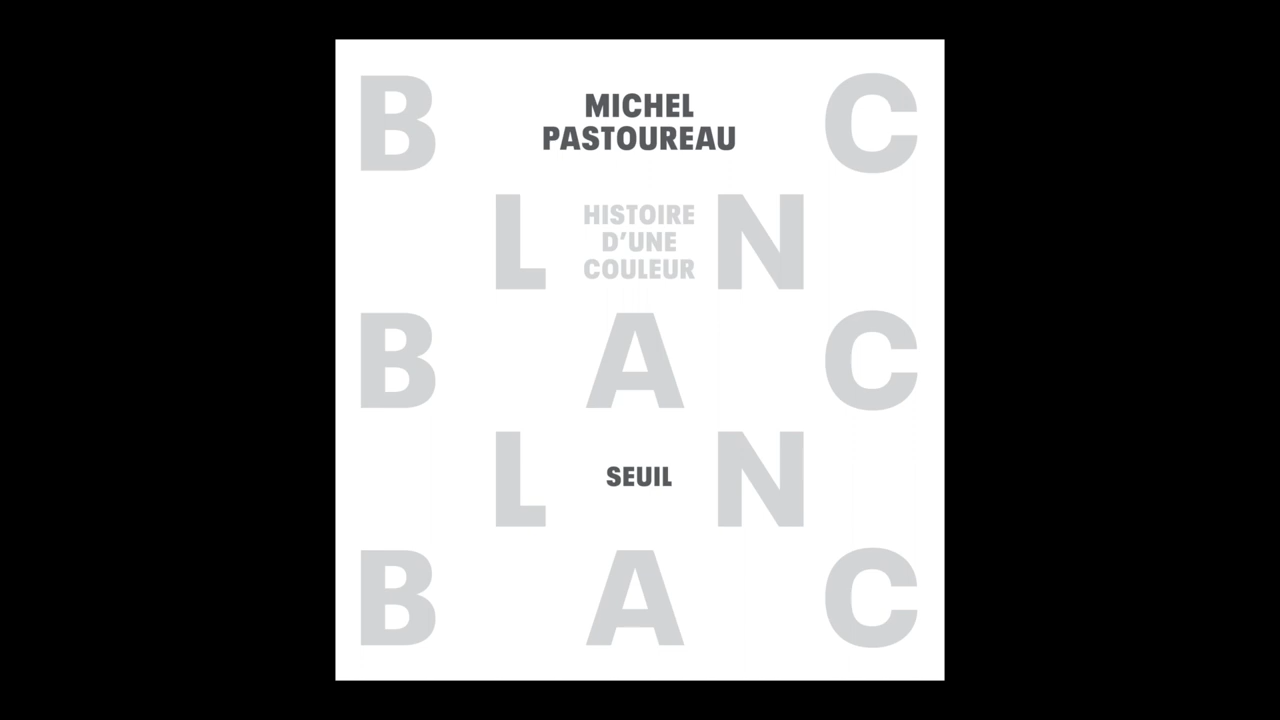 B C
MICHEL
PASTOUREAU
L N
HISTOIRE
D'UNE
COULEUR
B A C
L N
SEUIL
B A C